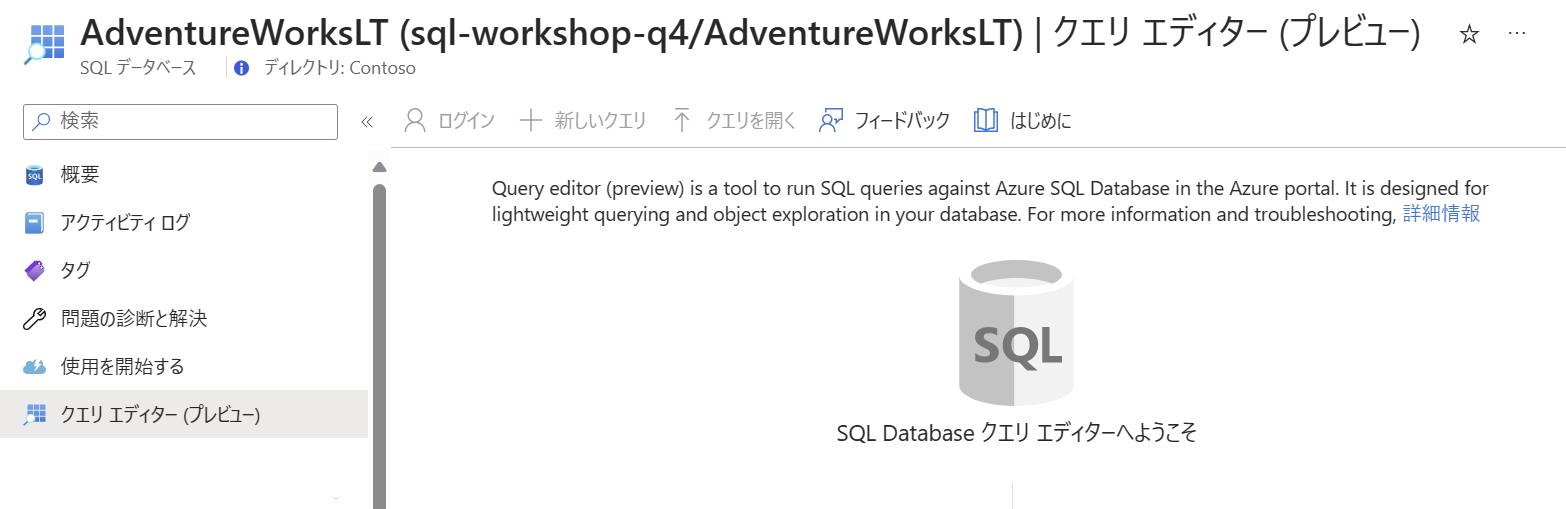 AdventureWorksLT (sql-workshop-q4/AdventureWorksLT) | クエリ エディター (プレビュー)
SQL データベース
ディレクトリ: Contoso
検索
ログイン
新しいクエリ
クエリを開く
フィードバック
はじめに
概要
アクティビティ ログ
タグ
問題の診断と解決
使用を開始する
クエリ エディター (プレビュー)
Query editor (preview) is a tool to run SQL queries against Azure SQL Database in the Azure portal. It is designed for
lightweight querying and object exploration in your database. For more information and troubleshooting, 詳細情報
SQL
SQL Database クエリ エディターへようこそ